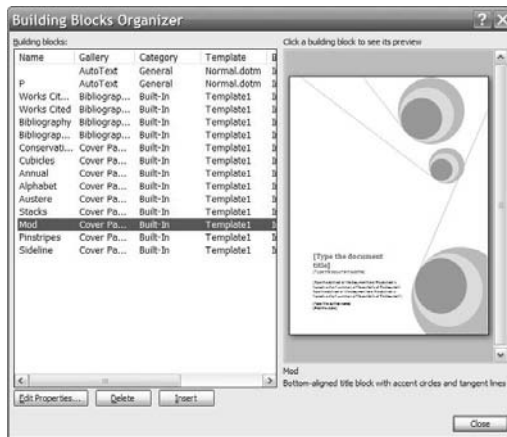 Building Blocks Organizer
Building blocks:
Click a building block to see its preview
Name Gallery Category Template
AutoText General Normal.dotm
P AutoText General Normal.dotm
Works Cit... Bibliograp... Built-In Template1
Works Cited Bibliograp... Built-In Template1
Bibliography Bibliograp... Built-In Template1
Bibliograp... Bibliograp... Built-In Template1
Conservati... Cover Pa... Built-In Template1
Cubicles Cover Pa... Built-In Template1
Annual Cover Pa... Built-In Template1
Alphabet Cover Pa... Built-In Template1
Austere Cover Pa... Built-In Template1
Stacks Cover Pa... Built-In Template1
Mod Cover Pa... Built-In Template1
Pinstripes Cover Pa... Built-In Template1
Sideline Cover Pa... Built-In Template1
[Type the document
title]
Mod
Bottom-aligned title block with accent circles and tangent lines
Edit Properties... Delete Insert
Close